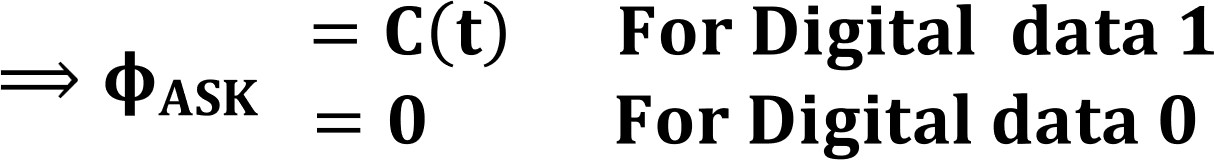 = C(t) For Digital data 1
⟹ ϕASK
= 0 For Digital data 0